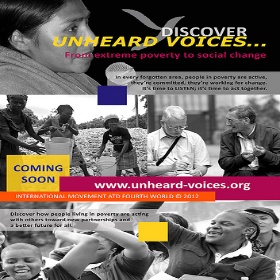 DISCOVER
UNHEARD VOICES...
From extreme poverty to social change
In every forgotten area, people in poverty are active,
they're committed, they're working for change.
It's time to LISTEN; it's time to act together.
COMING
SOON
www.unheard-voices.org
INTERNATIONAL MOVEMENT ATD FOURTH WORLD © 2012
Discover how people living in poverty are acting
with others toward new partnerships and
a better future for all.